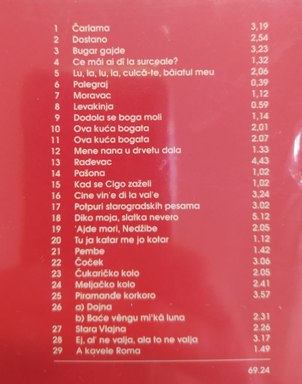 1 Čarlama 3,19
2 Dostano 2,54
3 Bugar gajde 3,23
4 Ce măi ai dî la surceale? 1,32
5 Lu, la, lu, la, culcă-te, băiatul meu 2,06
6 Palegraj 0,39
7 Moravac 1,12
8 Levakinja 0.59
9 Dodola se boga moli 1,14
10 Ova kuća bogata 2,01
11 Ova kuća bogata 2.07
12 Mene nana u drvetu dala 1.33
13 Rađevac 4,43
14 Pašona 1,02
15 Kad se Cigo zaželi 1,02
16 Cine vin'e di la val'e 3,24
17 Potpuri starogradskih pesama 3.02
18 Diko moja, slatka nevero 5.12
19 'Ajde mori, Nedžibe 2.05
20 Tu ja katar me jo kotar 1.12
21 Pembe 1.42
22 Čoček 3.06
23 Čukaričko kolo 2.05
24 Meljačko kolo 2.41
25 Piramande korkoro 3.57
26 a) Dojna
b) Baće vêngu mi'kă luna 2.31
27 Stara Vlajna 2.26
28 Ej, al' ne valja, ala to ne valja 3.17
29 A kavele Roma 1.49
69.24